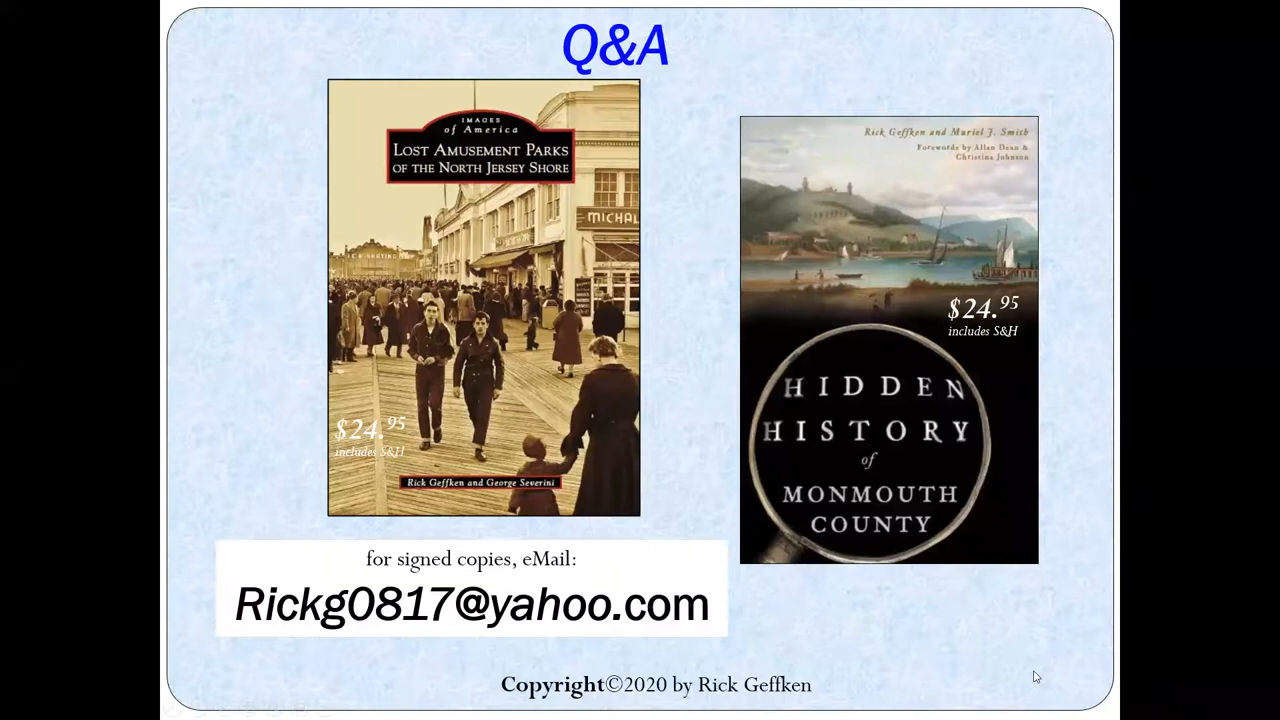 Q&A
IMAGES
of America
LOST AMUSEMENT PARKS
OF THE NORTH JERSEY SHORE
MICHAL
$24.95
includes S&H
Rick Geffken and George Severini
Rick Geffken and Muriel J. Smith
Forewords by Allan Dean &
Christina Johnson
$24.95
includes S&H
HIDDEN
HISTORY
of
MONMOUTH
COUNTY
for signed copies, eMail:
Rickg0817@yahoo.com
Copyright©2020 by Rick Geffken